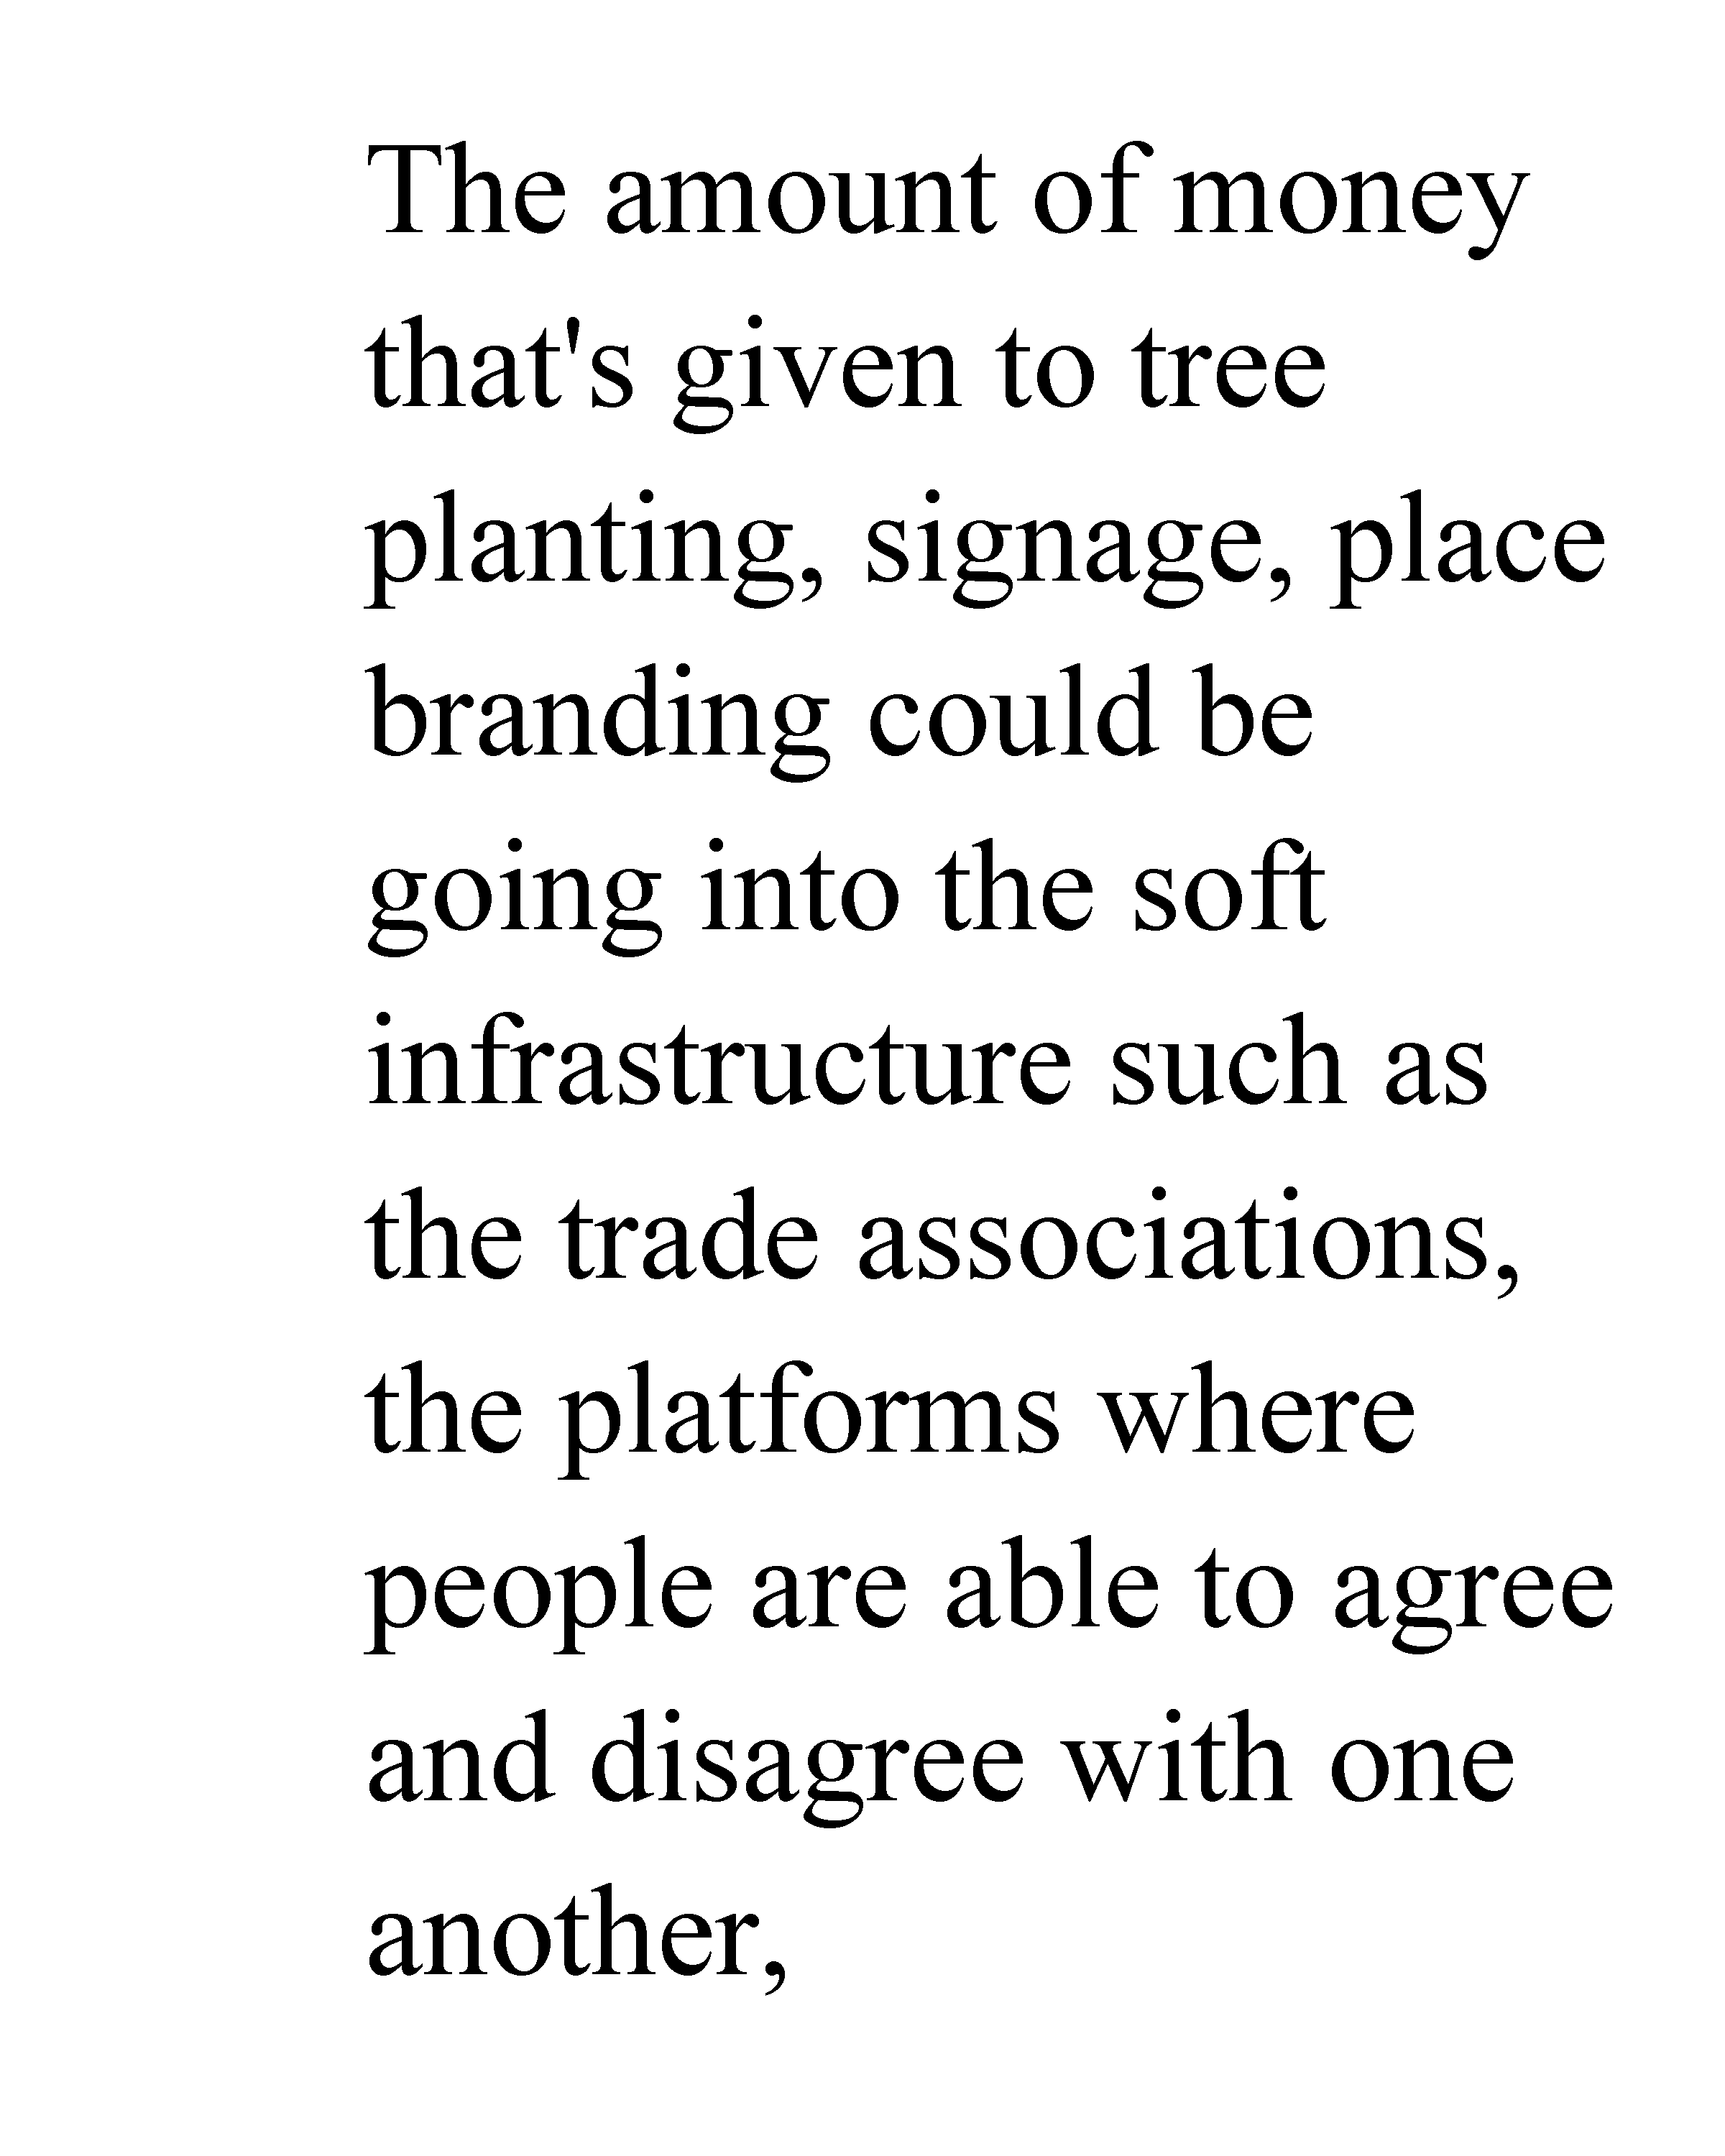 The amount of money
that's given to tree
planting, signage, place
branding could be
going into the soft
infrastructure such as
the trade associations,
the platforms where
people are able to agree
and disagree with one
another,